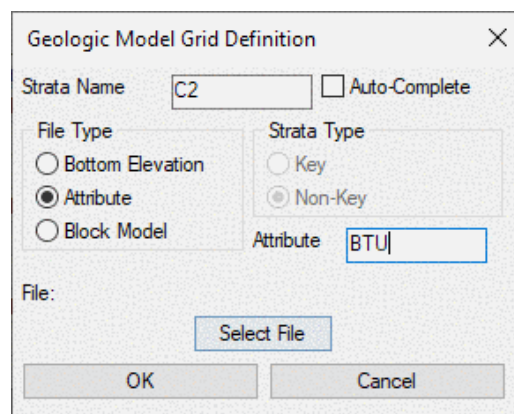 Geologic Model Grid Definition
Strata Name C2 Auto-Complete
File Type Strata Type
Bottom Elevation Key
Attribute Non-Key
Block Model Attribute BTU
File:
Select File
OK Cancel